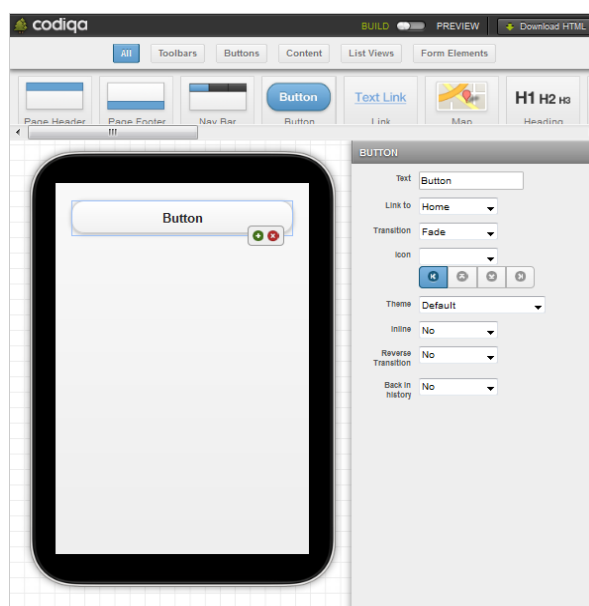 codiqa
BUILD PREVIEW Download HTML
All Toolbars Buttons Content List Views Form Elements
Button Text Link H1 H2 H3
Page Header Page Footer Nav Bar Button Link Map Heading
BUTTON
Text Button
Link to Home
Transition Fade
Icon
Theme Default
Inline No
Reverse
Transition No
Back in
history No
Button